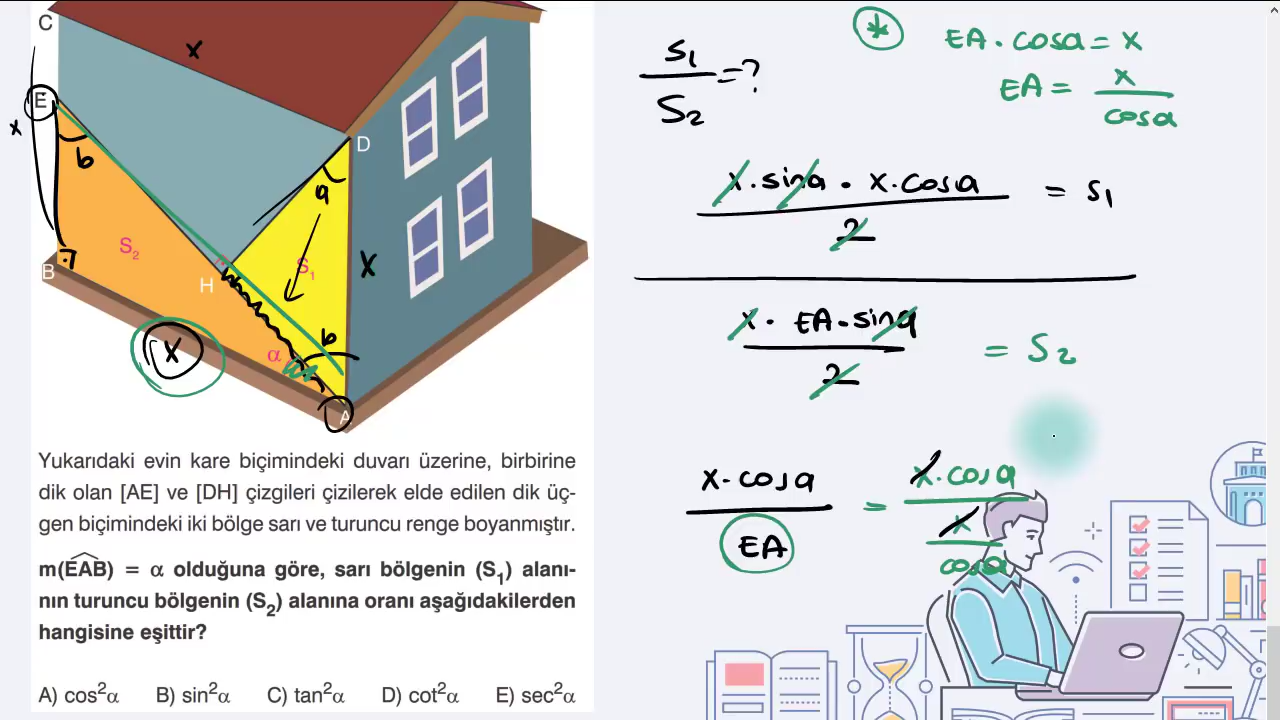 C
x
E
x
b
D
a
S₂
S₁
x
B
H
x
α
b
A
Yukarıdaki evin kare biçimindeki duvarı üzerine, birbirine
dik olan [AE] ve [DH] çizgileri çizilerek elde edilen dik üç-
gen biçimindeki iki bölge sarı ve turuncu renge boyanmıştır.
m(EAB) = α olduğuna göre, sarı bölgenin (S₁) alanı-
nın turuncu bölgenin (S₂) alanına oranı aşağıdakilerden
hangisine eşittir?
A) cos²α B) sin²α C) tan²α D) cot²α E) sec²α
S₁
S₂
=?
* EA · cosa = x
EA = x
cosa
x · sina · x · cosa
2
= S₁
x · EA · sina
2
= S₂
x · cosa
EA
= x · cosa
x
cosa